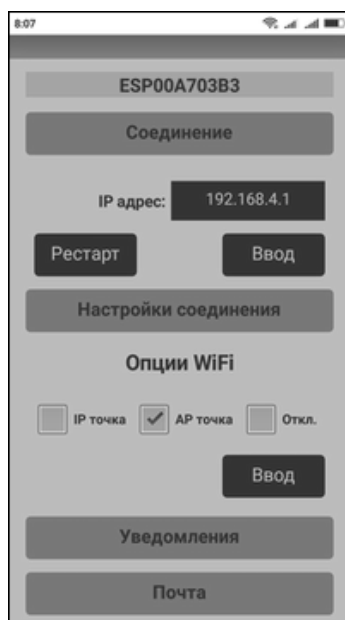 8:07
ESP00A703B3
Соединение
IP адрес: 192.168.4.1
Рестарт Ввод
Настройки соединения
Опции WiFi
IP точка AP точка Откл.
Ввод
Уведомления
Почта